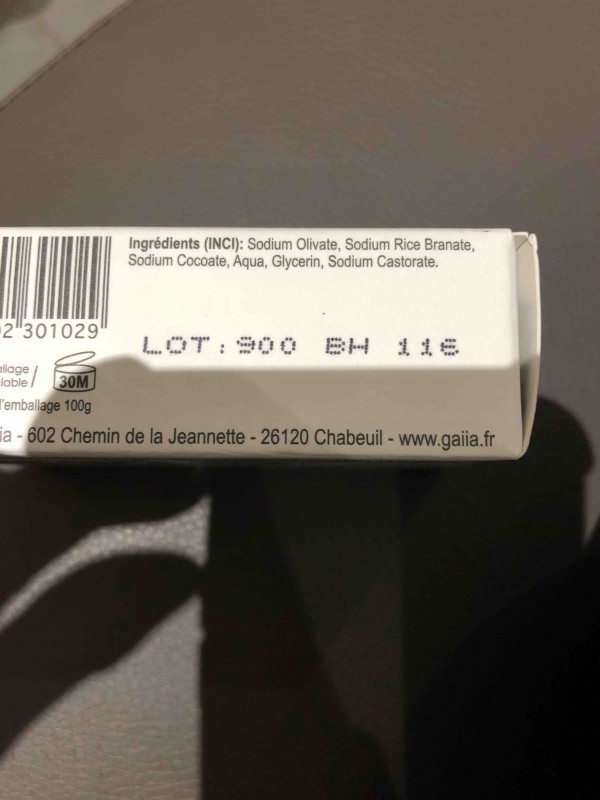 Ingrédients (INCI): Sodium Olivate, Sodium Rice Branate,
Sodium Cocoate, Aqua, Glycerin, Sodium Castorate.
2 301029
LOT:900 BH 116
30M
l'emballage 100g
602 Chemin de la Jeannette - 26120 Chabeuil - www.gaiia.fr